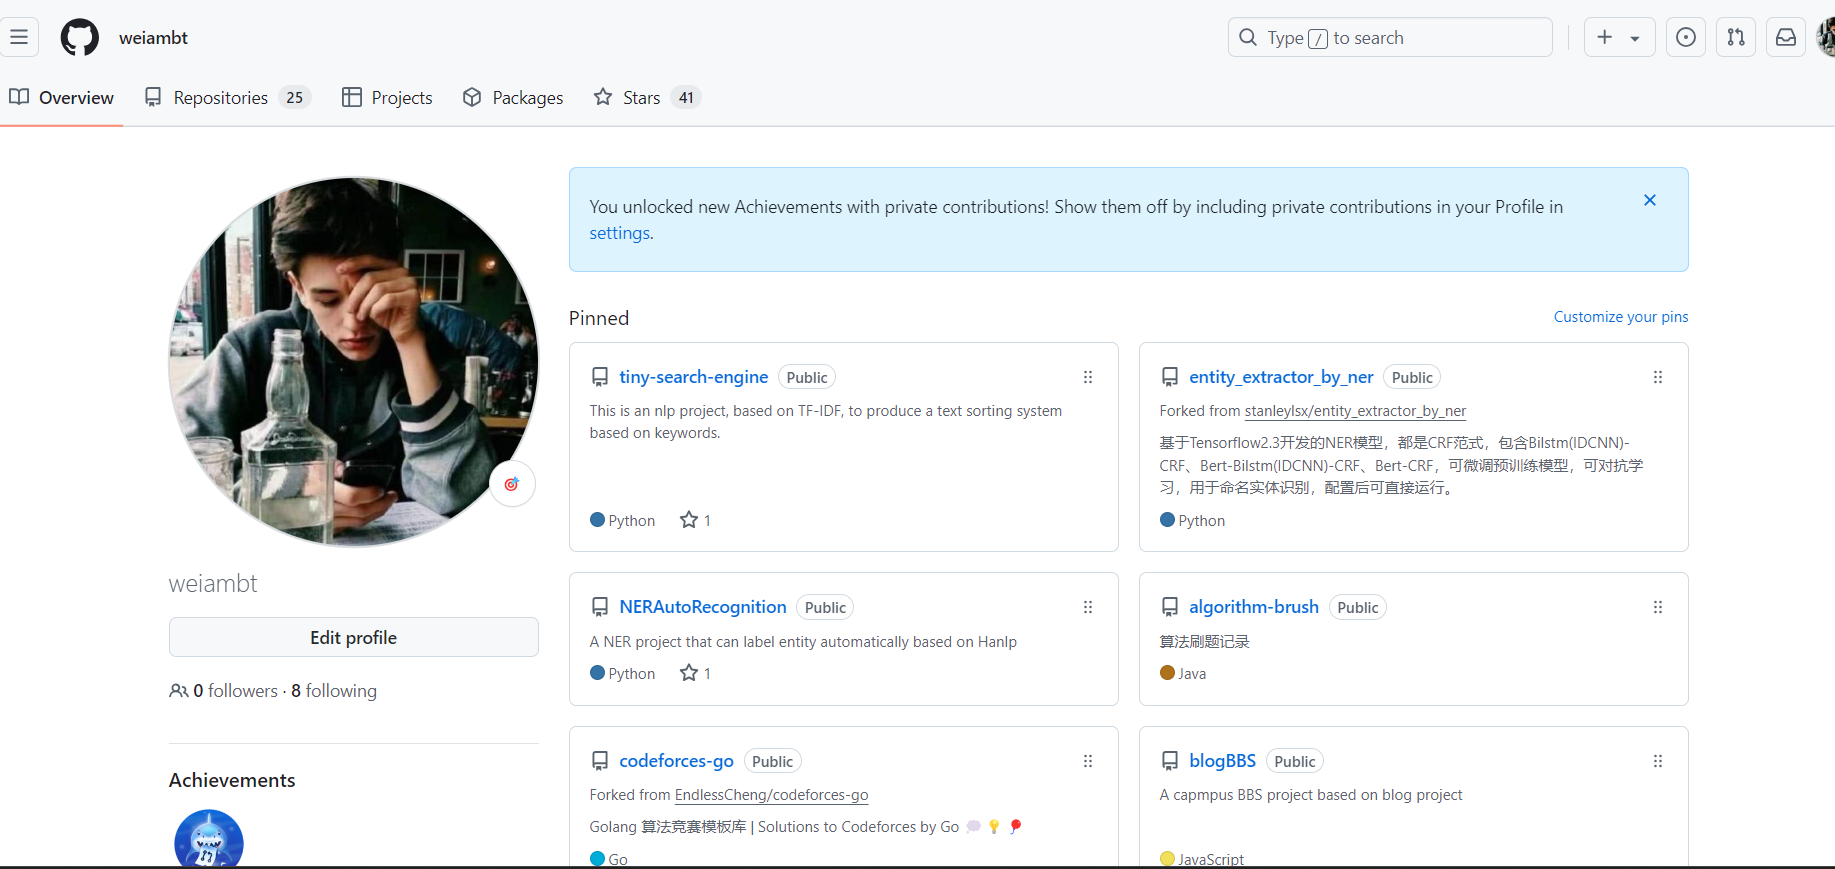 weiambt
Type / to search
Overview
Repositories 25
Projects
Packages
Stars 41
You unlocked new Achievements with private contributions! Show them off by including private contributions in your Profile in
settings.
weiambt
Edit profile
0 followers · 8 following
Achievements
Pinned
Customize your pins
tiny-search-engine Public
This is an nlp project, based on TF-IDF, to produce a text sorting system
based on keywords.
Python 1
entity_extractor_by_ner Public
Forked from stanleylsx/entity_extractor_by_ner
基于Tensorflow2.3开发的NER模型，都是CRF范式，包含Bilstm(IDCNN)-
CRF、Bert-Bilstm(IDCNN)-CRF、Bert-CRF，可微调预训练模型，可对抗学
习，用于命名实体识别，配置后可直接运行。
Python
NERAutoRecognition Public
A NER project that can label entity automatically based on Hanlp
Python 1
algorithm-brush Public
算法刷题记录
Java
codeforces-go Public
Forked from EndlessCheng/codeforces-go
Golang 算法竞赛模板库 | Solutions to Codeforces by Go 💭 💡 🎈
Go
blogBBS Public
A capmpus BBS project based on blog project
JavaScript